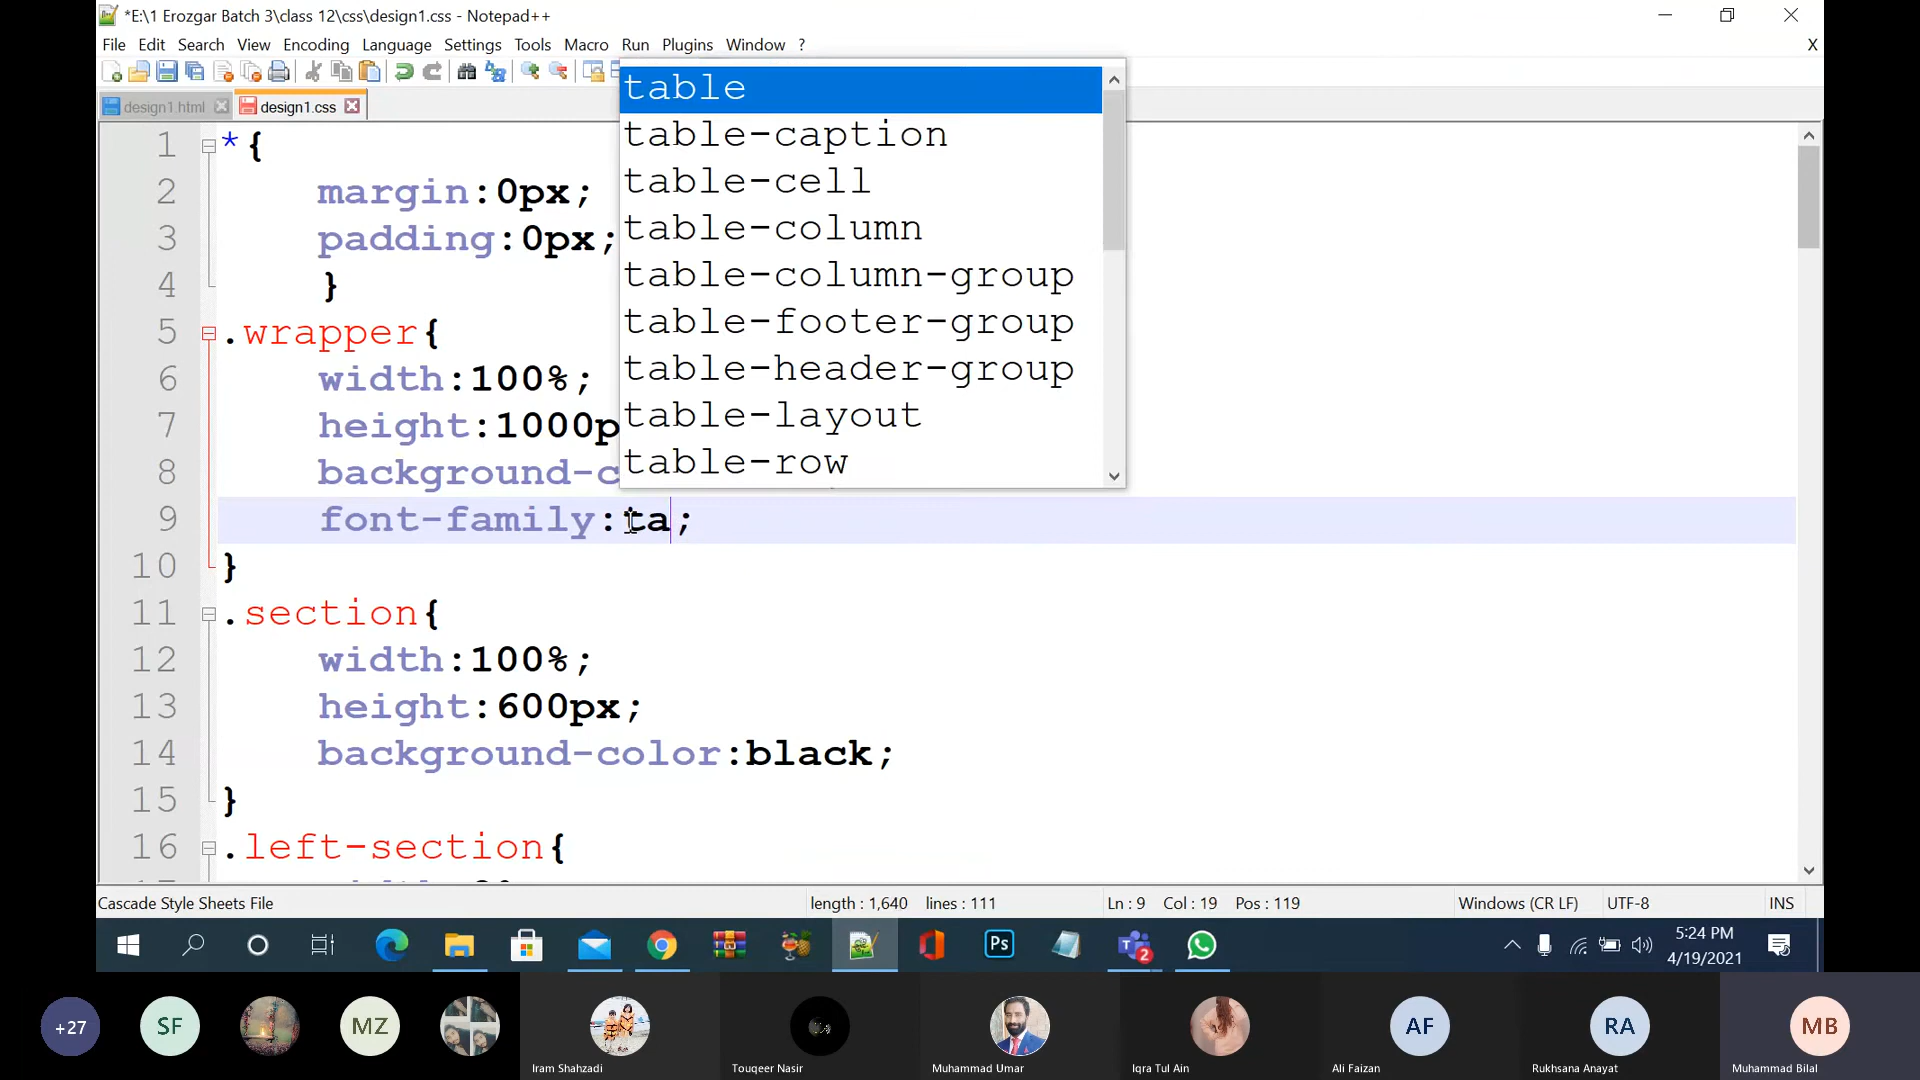 *E:\1 Erozgar Batch 3\class 12\css\design1.css - Notepad++
File Edit Search View Encoding Language Settings Tools Macro Run Plugins Window ? X
design1.html design1.css
1 *{
2 margin:0px;
3 padding:0px;
4 }
5 .wrapper{
6 width:100%;
7 height:1000p
8 background-c
9 font-family:ta;
10 }
11 .section{
12 width:100%;
13 height:600px;
14 background-color:black;
15 }
16 .left-section{
table
table-caption
table-cell
table-column
table-column-group
table-footer-group
table-header-group
table-layout
table-row
Cascade Style Sheets File length : 1,640 lines : 111 Ln : 9 Col : 19 Pos : 119 Windows (CR LF) UTF-8 INS
Ps 2 5:24 PM
4/19/2021
+27 SF MZ AF RA MB
Iram Shahzadi Touqeer Nasir Muhammad Umar Iqra Tul Ain Ali Faizan Rukhsana Anayat Muhammad Bilal